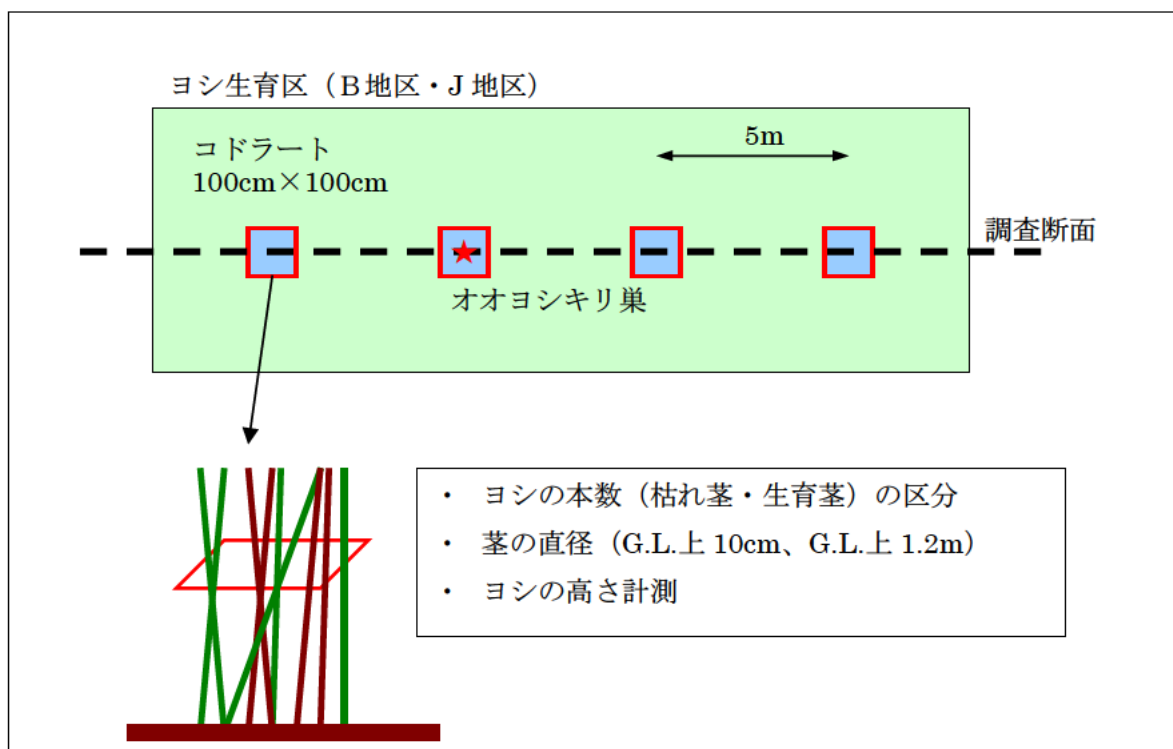 ヨシ生育区（Ｂ地区・J 地区）
コドラート
100cm×100cm
5m
調査断面
オオヨシキリ巣
・ ヨシの本数（枯れ茎・生育茎）の区分
・ 茎の直径（G.L.上 10cm、G.L.上 1.2m）
・ ヨシの高さ計測